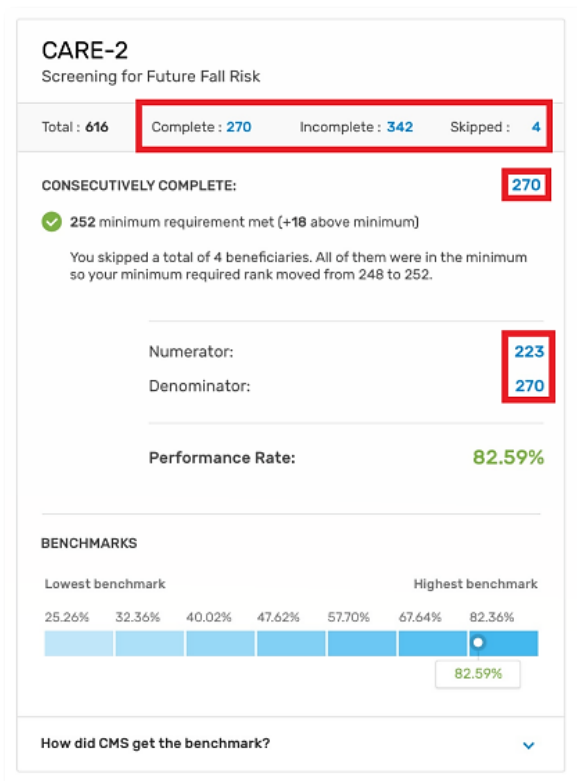 CARE-2
Screening for Future Fall Risk
Total : 616 Complete : 270 Incomplete : 342 Skipped : 4
CONSECUTIVELY COMPLETE: 270
252 minimum requirement met (+18 above minimum)
You skipped a total of 4 beneficiaries. All of them were in the minimum
so your minimum required rank moved from 248 to 252.
Numerator: 223
Denominator: 270
Performance Rate: 82.59%
BENCHMARKS
Lowest benchmark Highest benchmark
25.26% 32.36% 40.02% 47.62% 57.70% 67.64% 82.36%
82.59%
How did CMS get the benchmark?